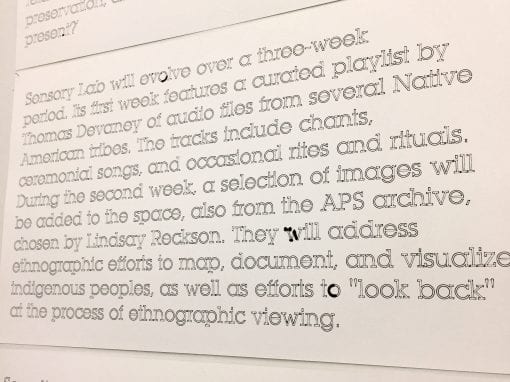 preservation, a
present?
Sensory Lab will evolve over a three-week
period. Its first week features a curated playlist by
Thomas Devaney of audio files from several Native
American tribes. The tracks include chants,
ceremonial songs, and occasional rites and rituals.
During the second week, a selection of images will
be added to the space, also from the APS archive,
chosen by Lindsay Reckson. They will address
ethnographic efforts to map, document, and visualize
indigenous peoples, as well as efforts to "look back"
at the process of ethnographic viewing.